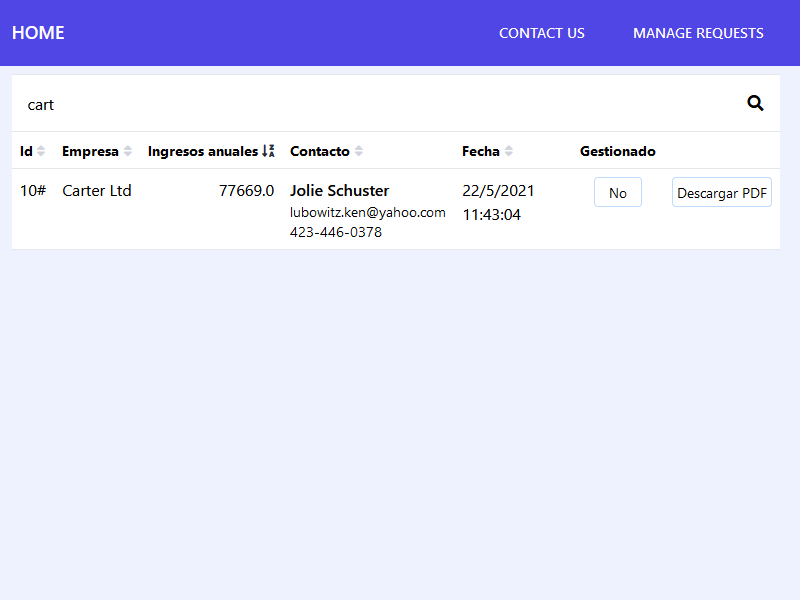 HOME CONTACT US MANAGE REQUESTS
cart
Id Empresa Ingresos anuales Contacto Fecha Gestionado
10# Carter Ltd 77669.0 Jolie Schuster 22/5/2021 No Descargar PDF
lubowitz.ken@yahoo.com 11:43:04
423-446-0378